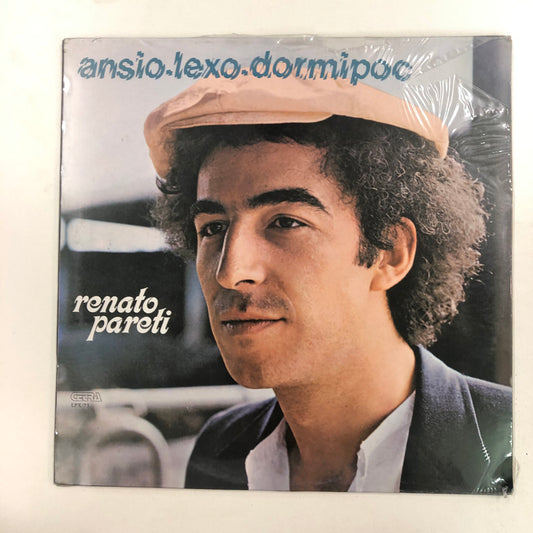 ansio.lexo.dormipoc
renato
pareti
CETRA